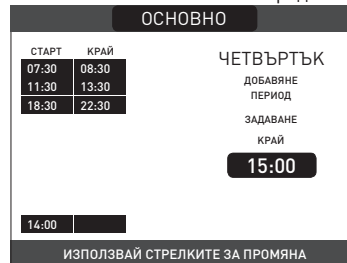 ОСНОВНО
СТАРТ КРАЙ
07:30 08:30
11:30 13:30
18:30 22:30
14:00
ЧЕТВЪРТЪК
ДОБАВЯНЕ
ПЕРИОД
ЗАДАВАНЕ
КРАЙ
15:00
ИЗПОЛЗВАЙ СТРЕЛКИТЕ ЗА ПРОМЯНА